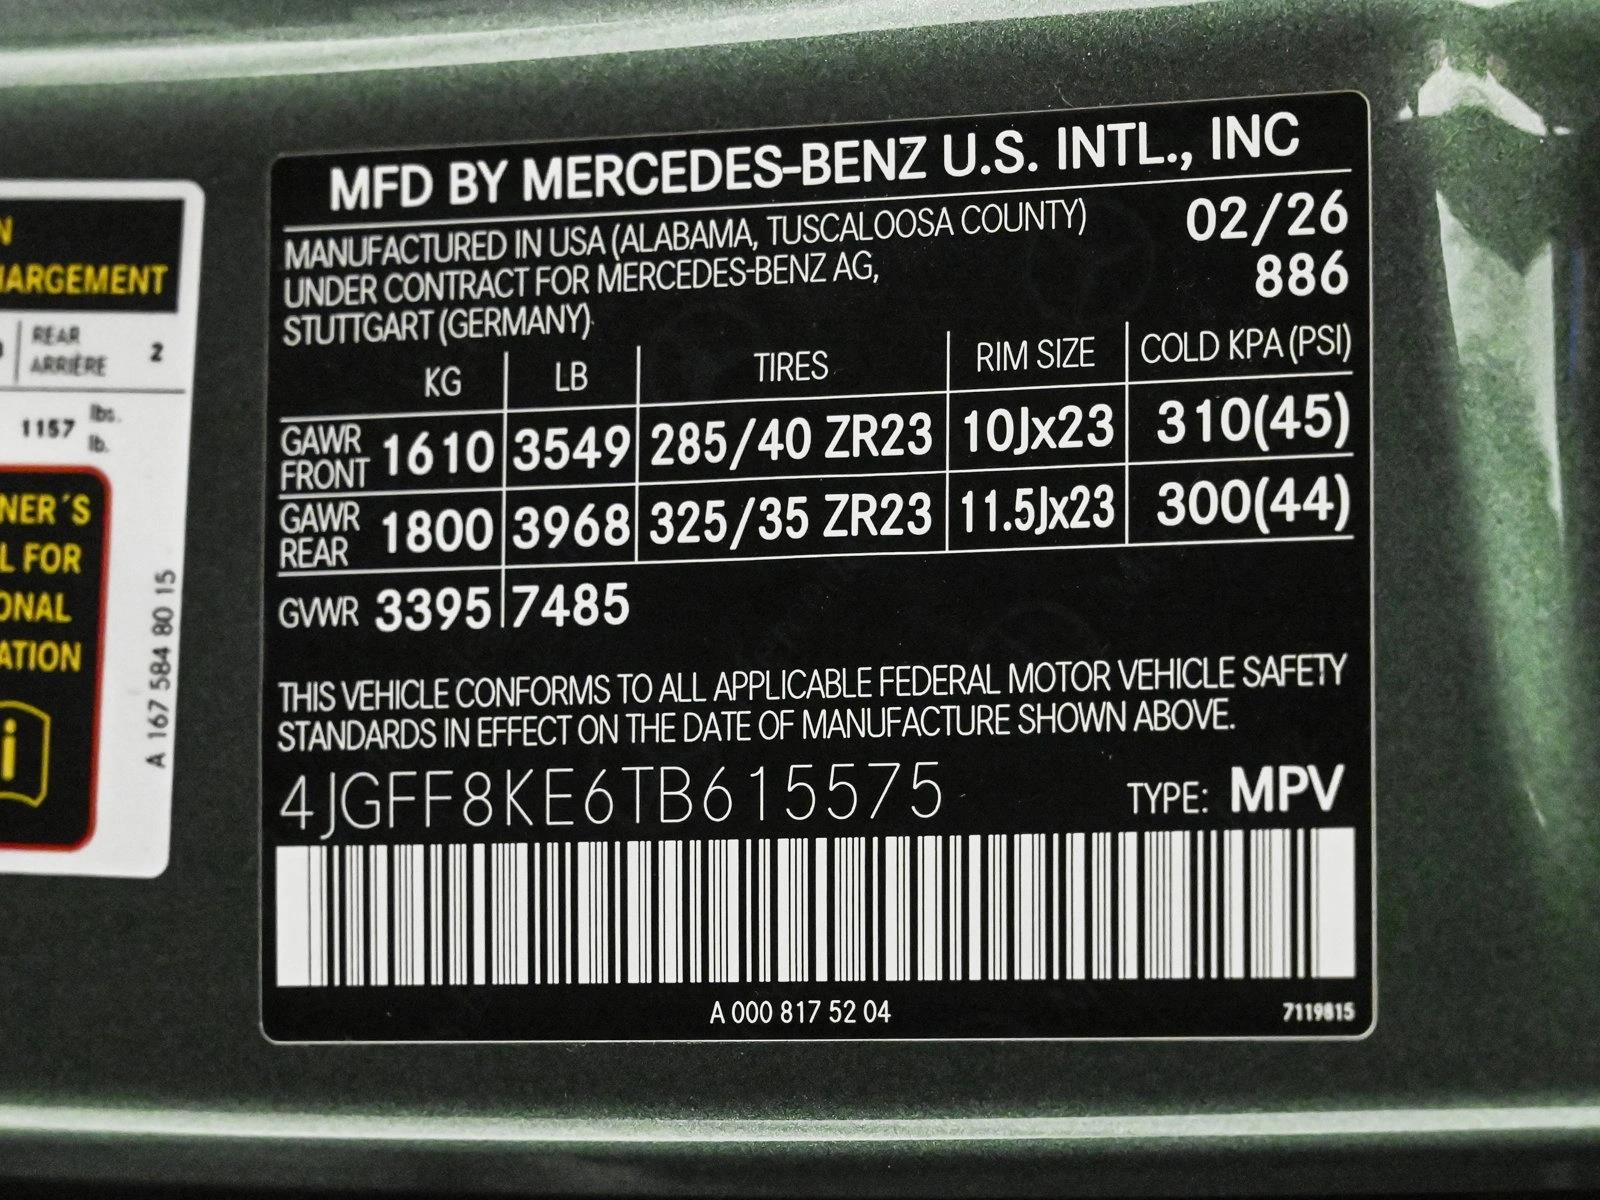 N
HARGEMENT
REAR
ARRIÈRE 2
1157 lbs.
lb.
NER´S
L FOR
ONAL
ATION
i
A 167 584 80 15
MFD BY MERCEDES-BENZ U.S. INTL., INC
MANUFACTURED IN USA (ALABAMA, TUSCALOOSA COUNTY) 02/26
UNDER CONTRACT FOR MERCEDES-BENZ AG, 886
STUTTGART (GERMANY)
KG LB TIRES RIM SIZE COLD KPA (PSI)
GAWR FRONT 1610 3549 285/40 ZR23 10Jx23 310(45)
GAWR REAR 1800 3968 325/35 ZR23 11.5Jx23 300(44)
GVWR 3395 7485
THIS VEHICLE CONFORMS TO ALL APPLICABLE FEDERAL MOTOR VEHICLE SAFETY
STANDARDS IN EFFECT ON THE DATE OF MANUFACTURE SHOWN ABOVE.
4JGFF8KE6TB615575 TYPE: MPV
A 000 817 52 04 7119815